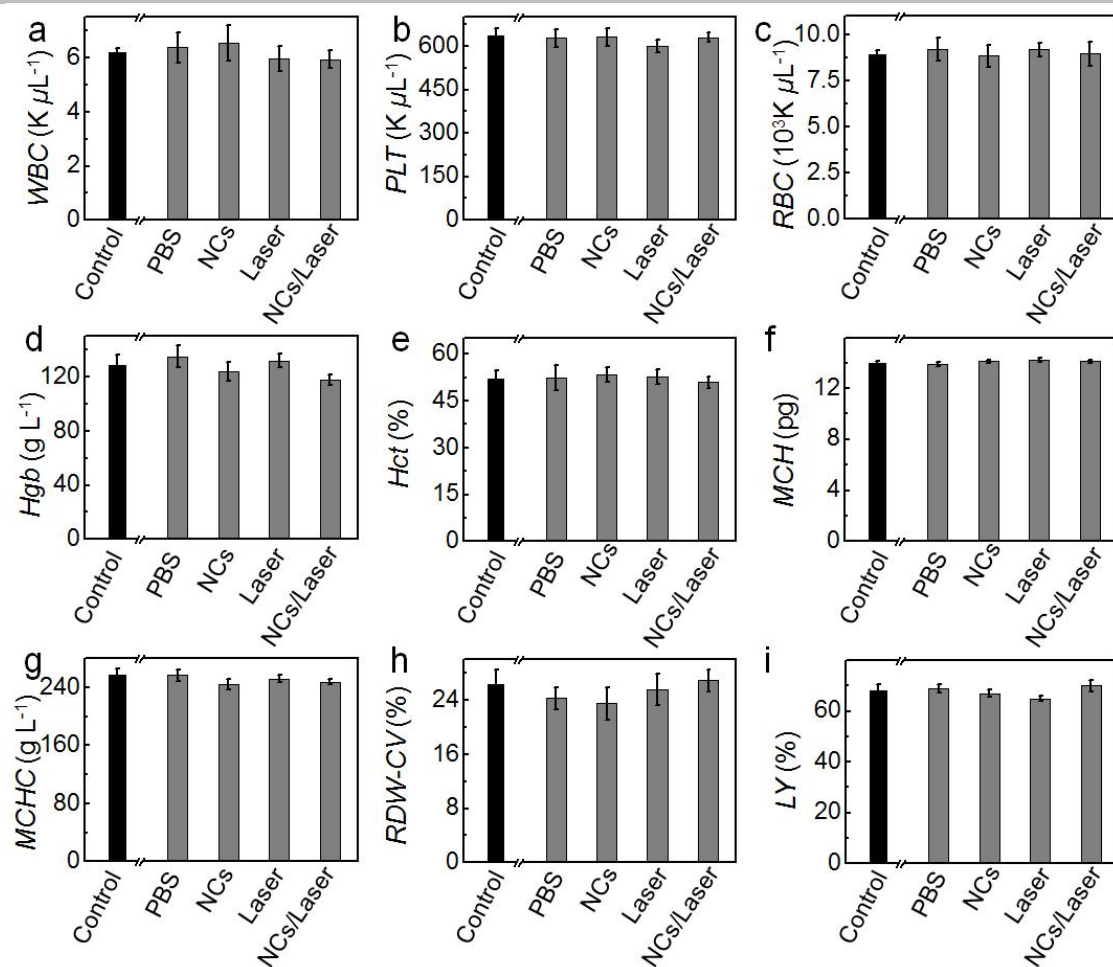 a
WBC (K μL⁻¹)
6
4
2
0
Control
PBS
NCs
Laser
NCs/Laser
b
PLT (K μL⁻¹)
600
450
300
150
0
Control
PBS
NCs
Laser
NCs/Laser
c
RBC (10³K μL⁻¹)
10.0
7.5
5.0
2.5
0.0
Control
PBS
NCs
Laser
NCs/Laser
d
Hgb (g L⁻¹)
120
80
40
0
Control
PBS
NCs
Laser
NCs/Laser
e
Hct (%)
60
45
30
15
0
Control
PBS
NCs
Laser
NCs/Laser
f
MCH (pg)
12
8
4
0
Control
PBS
NCs
Laser
NCs/Laser
g
MCHC (g L⁻¹)
240
160
80
0
Control
PBS
NCs
Laser
NCs/Laser
h
RDW-CV (%)
24
16
8
0
Control
PBS
NCs
Laser
NCs/Laser
i
LY (%)
60
40
20
0
Control
PBS
NCs
Laser
NCs/Laser